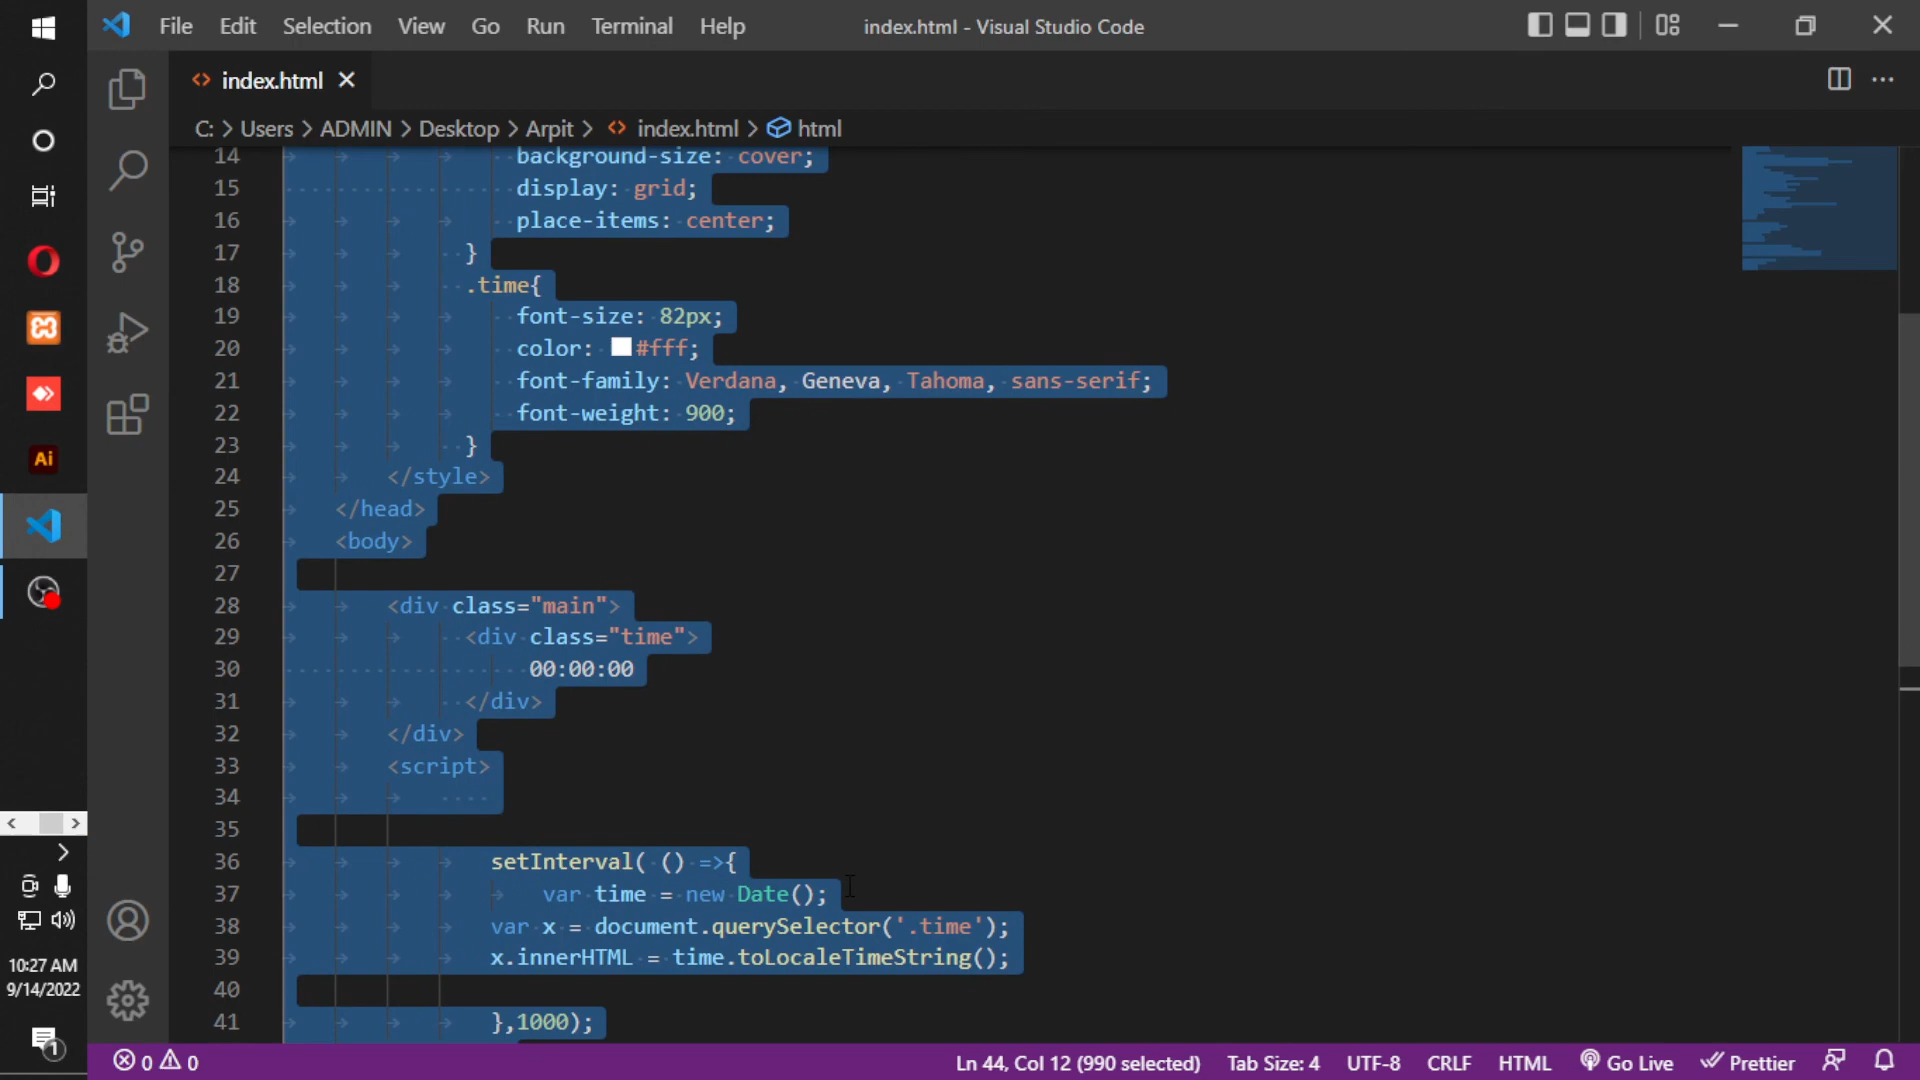 File Edit Selection View Go Run Terminal Help index.html - Visual Studio Code
index.html
C: > Users > ADMIN > Desktop > Arpit > index.html > html
14 background-size: cover;
15 display: grid;
16 place-items: center;
17 }
18 .time{
19 font-size: 82px;
20 color: #fff;
21 font-family: Verdana, Geneva, Tahoma, sans-serif;
22 font-weight: 900;
23 }
24 </style>
25 </head>
26 <body>
27
28 <div class="main">
29 <div class="time">
30 00:00:00
31 </div>
32 </div>
33 <script>
34
35
36 setInterval( () =>{
37 var time = new Date();
38 var x = document.querySelector('.time');
39 x.innerHTML = time.toLocaleTimeString();
40
41 },1000);
Ai
10:27 AM
9/14/2022
1
0 0 Ln 44, Col 12 (990 selected) Tab Size: 4 UTF-8 CRLF HTML Go Live Prettier